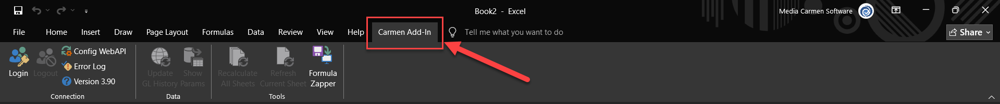 Book2 - Excel
Media Carmen Software
File Home Insert Draw Page Layout Formulas Data Review View Help Carmen Add-In Tell me what you want to do Share
Login
Logout
Config WebAPI
Error Log
Version 3.90
Connection
Update
GL History
Show
Params
Data
Recalculate
All Sheets
Refresh
Current Sheet
Formula
Zapper
Tools